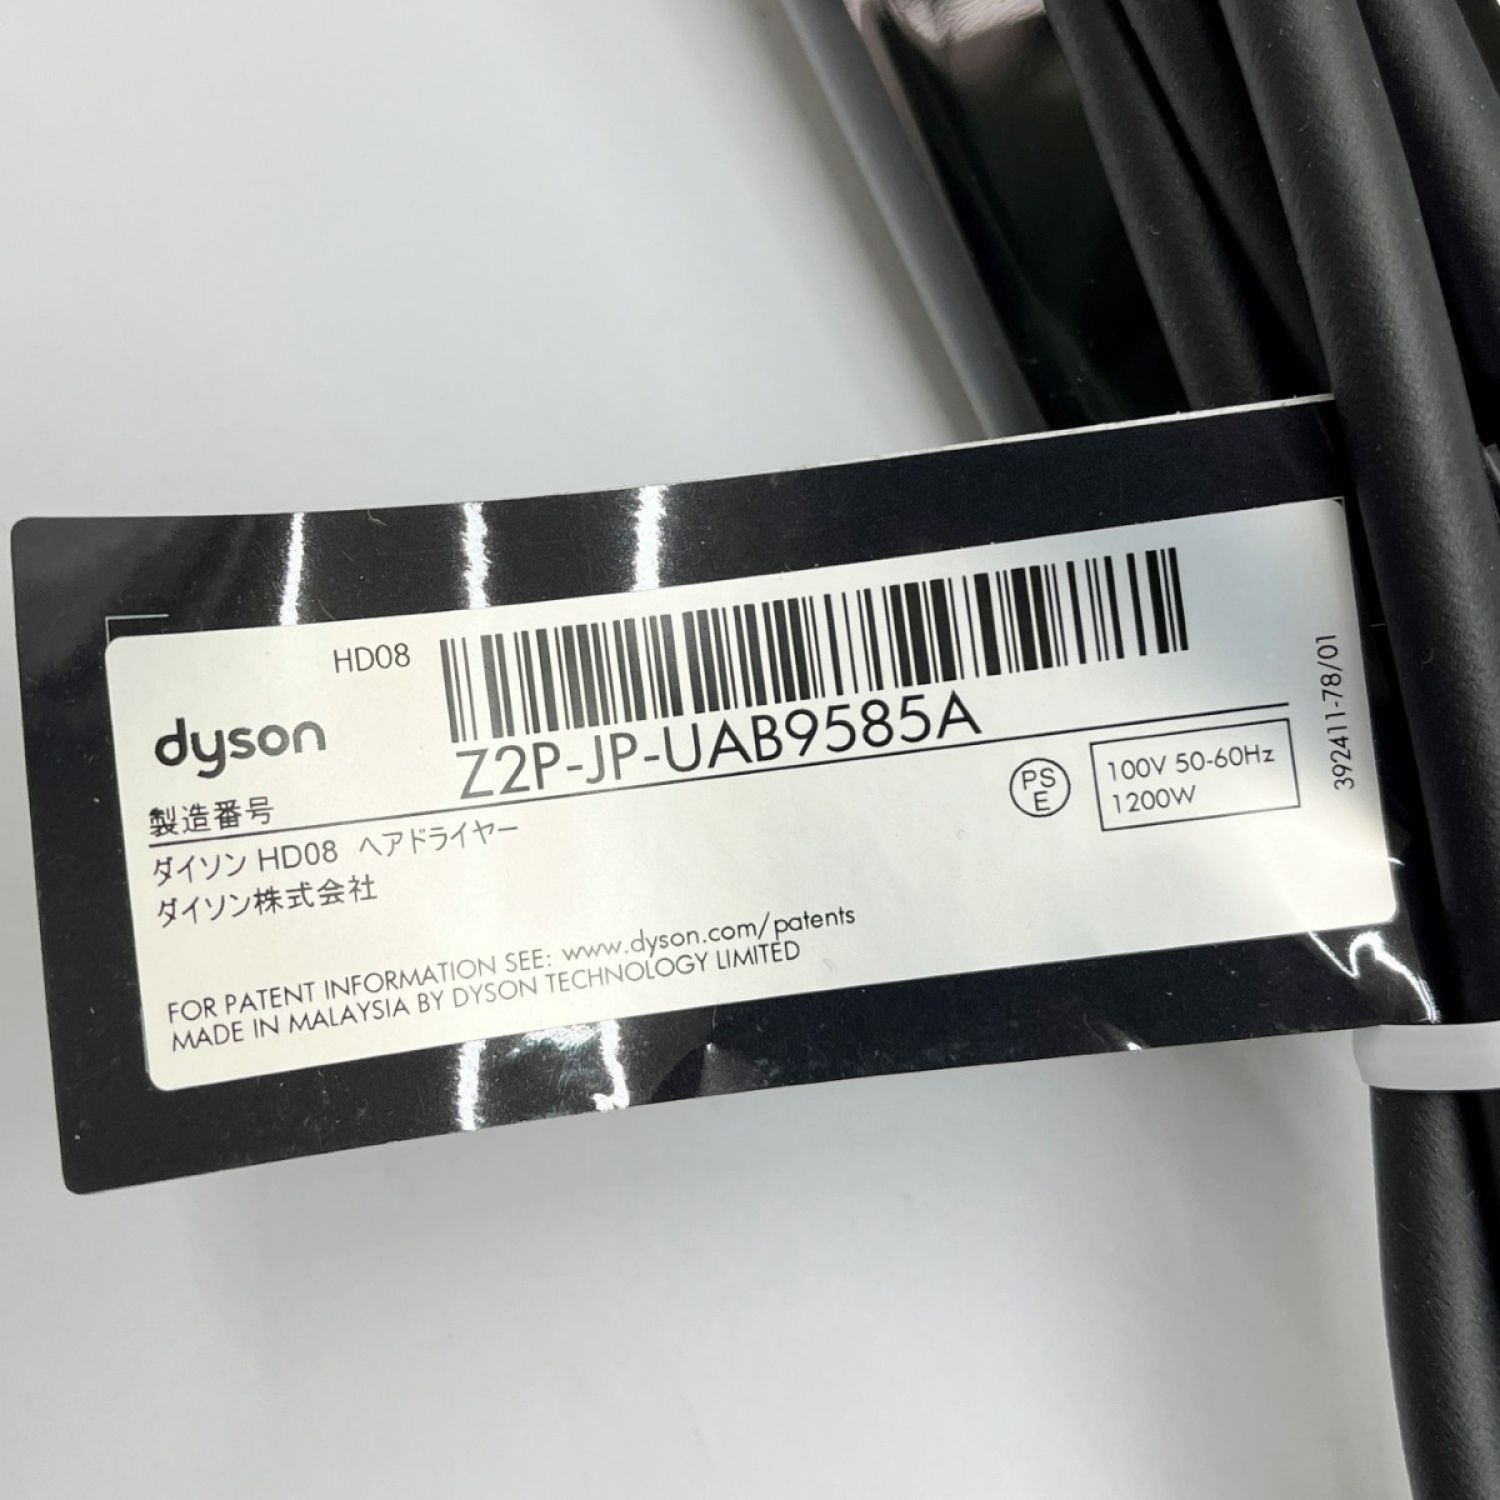 HD08
dyson
Z2P-JP-UAB9585A
製造番号
ダイソン HD08 ヘアドライヤー
ダイソン株式会社
PS
E
100V 50-60Hz
1200W
392411-78/01
FOR PATENT INFORMATION SEE: www.dyson.com/patents
MADE IN MALAYSIA BY DYSON TECHNOLOGY LIMITED